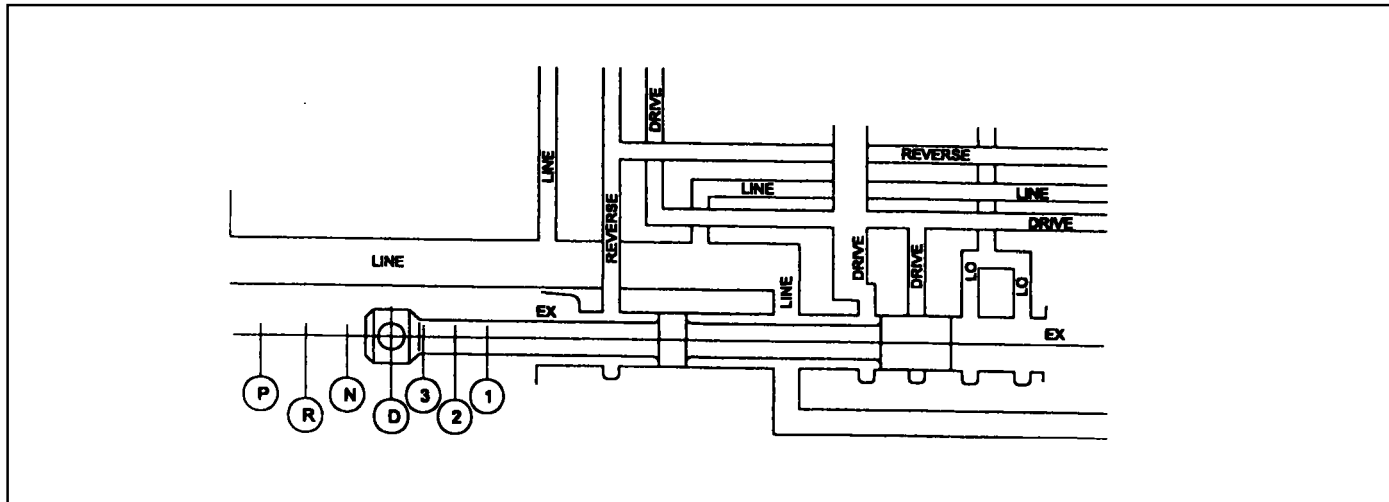 DRIVE
REVERSE
LINE
LINE
LINE
REVERSE
DRIVE
LINE
DRIVE
DRIVE
LO
LO
LINE
EX
EX
P
R
N
D
3
2
1